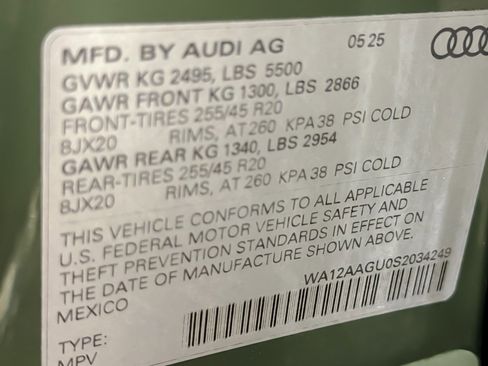 MFD. BY AUDI AG 05 25
GVWR KG 2495, LBS 5500
GAWR FRONT KG 1300, LBS 2866
FRONT-TIRES 255/45 R20
8JX20 RIMS, AT 260 KPA 38 PSI COLD
GAWR REAR KG 1340, LBS 2954
REAR-TIRES 255/45 R20
8JX20 RIMS, AT 260 KPA 38 PSI COLD
THIS VEHICLE CONFORMS TO ALL APPLICABLE
U.S. FEDERAL MOTOR VEHICLE SAFETY AND
THEFT PREVENTION STANDARDS IN EFFECT ON
THE DATE OF MANUFACTURE SHOWN ABOVE.
MEXICO WA12AAGU0S2034249
TYPE:
MPV